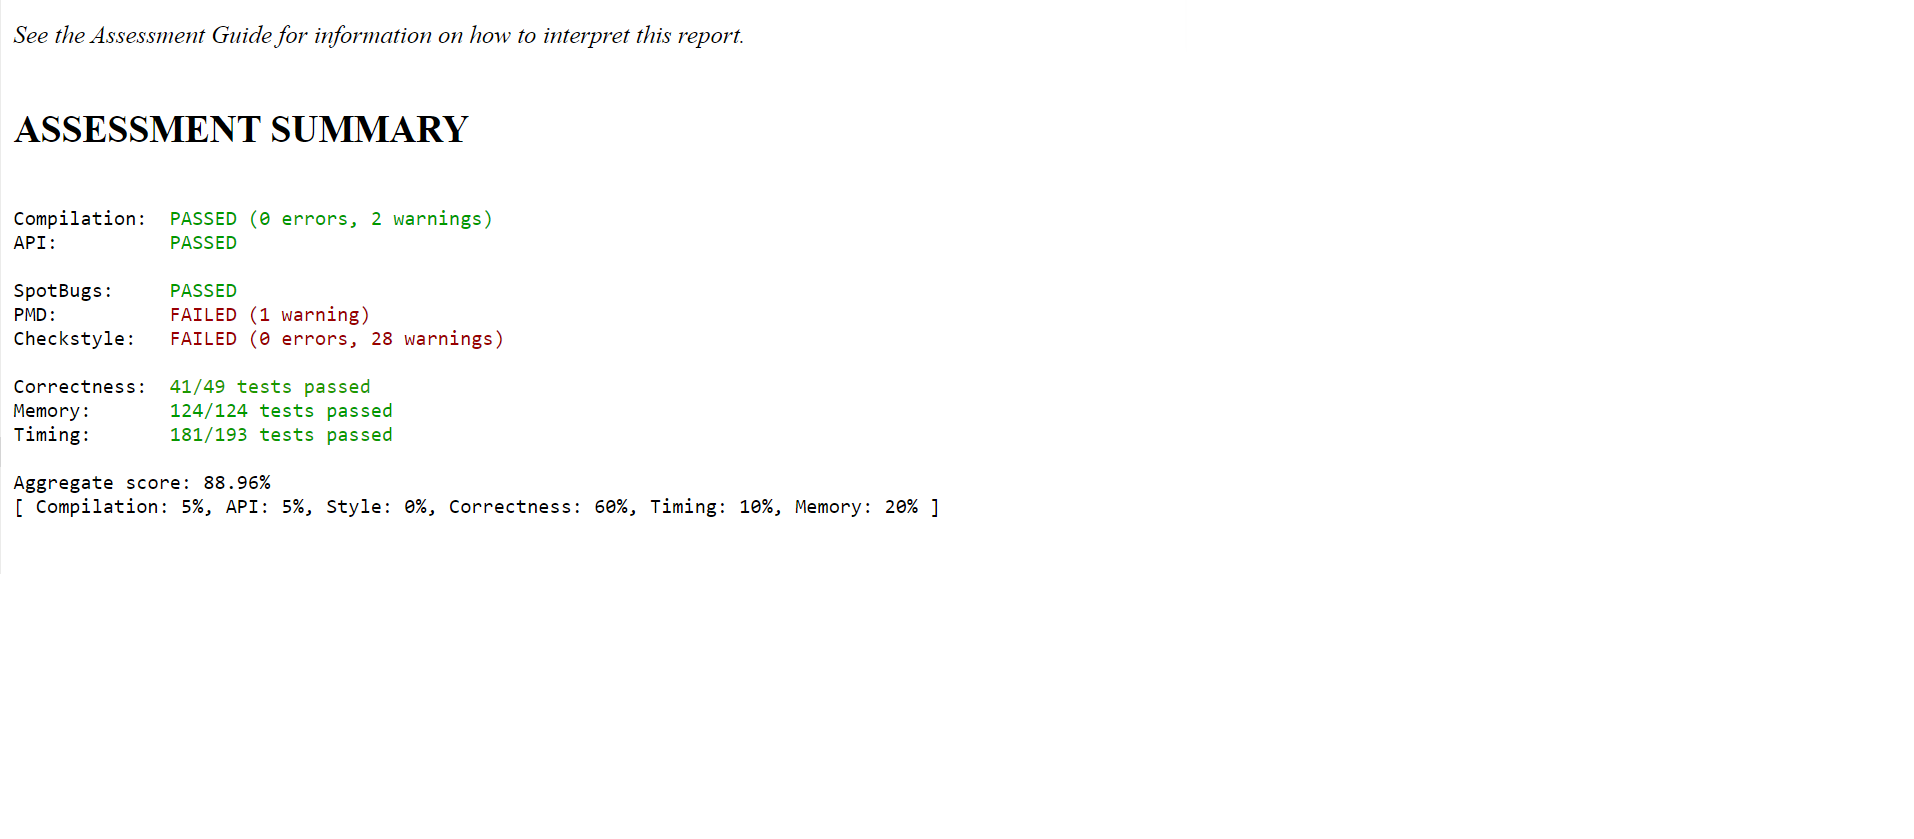 See the Assessment Guide for information on how to interpret this report.
ASSESSMENT SUMMARY
Compilation:  PASSED (0 errors, 2 warnings)
API:          PASSED
SpotBugs:     PASSED
PMD:          FAILED (1 warning)
Checkstyle:   FAILED (0 errors, 28 warnings)
Correctness:  41/49 tests passed
Memory:       124/124 tests passed
Timing:       181/193 tests passed
Aggregate score: 88.96%
[ Compilation: 5%, API: 5%, Style: 0%, Correctness: 60%, Timing: 10%, Memory: 20% ]